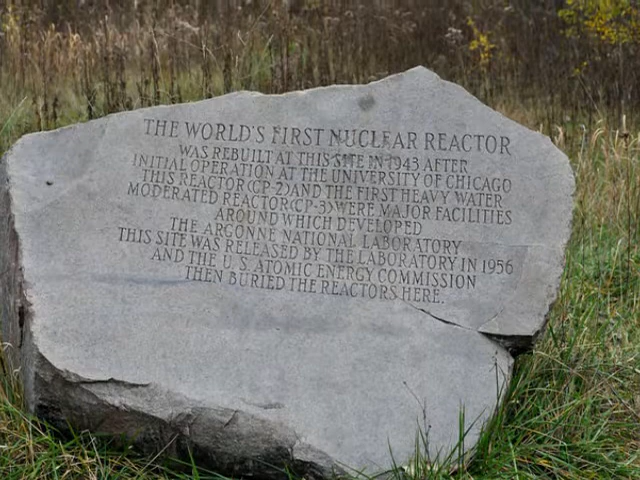 THE WORLD'S FIRST NUCLEAR REACTOR
WAS REBUILT AT THIS SITE IN 1943 AFTER
INITIAL OPERATION AT THE UNIVERSITY OF CHICAGO
THIS REACTOR (CP-2) AND THE FIRST HEAVY WATER
MODERATED REACTOR (CP-3) WERE MAJOR FACILITIES
AROUND WHICH DEVELOPED
THE ARGONNE NATIONAL LABORATORY
THIS SITE WAS RELEASED BY THE LABORATORY IN 1956
AND THE U.S. ATOMIC ENERGY COMMISSION
THEN BURIED THE REACTORS HERE.